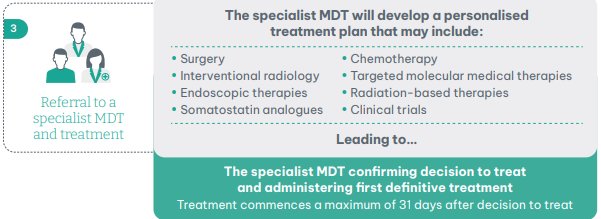 3
Referral to a
specialist MDT
and treatment
The specialist MDT will develop a personalised
treatment plan that may include:
• Surgery
• Interventional radiology
• Endoscopic therapies
• Somatostatin analogues
• Chemotherapy
• Targeted molecular medical therapies
• Radiation-based therapies
• Clinical trials
Leading to...
The specialist MDT confirming decision to treat
and administering first definitive treatment
Treatment commences a maximum of 31 days after decision to treat